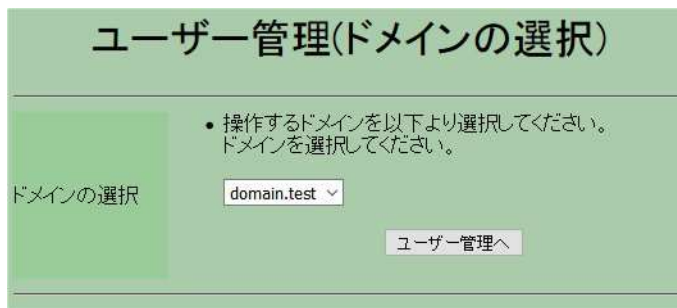 ユーザー管理(ドメインの選択)
• 操作するドメインを以下より選択してください。
ドメインを選択してください。
ドメインの選択
domain.test
ユーザー管理へ